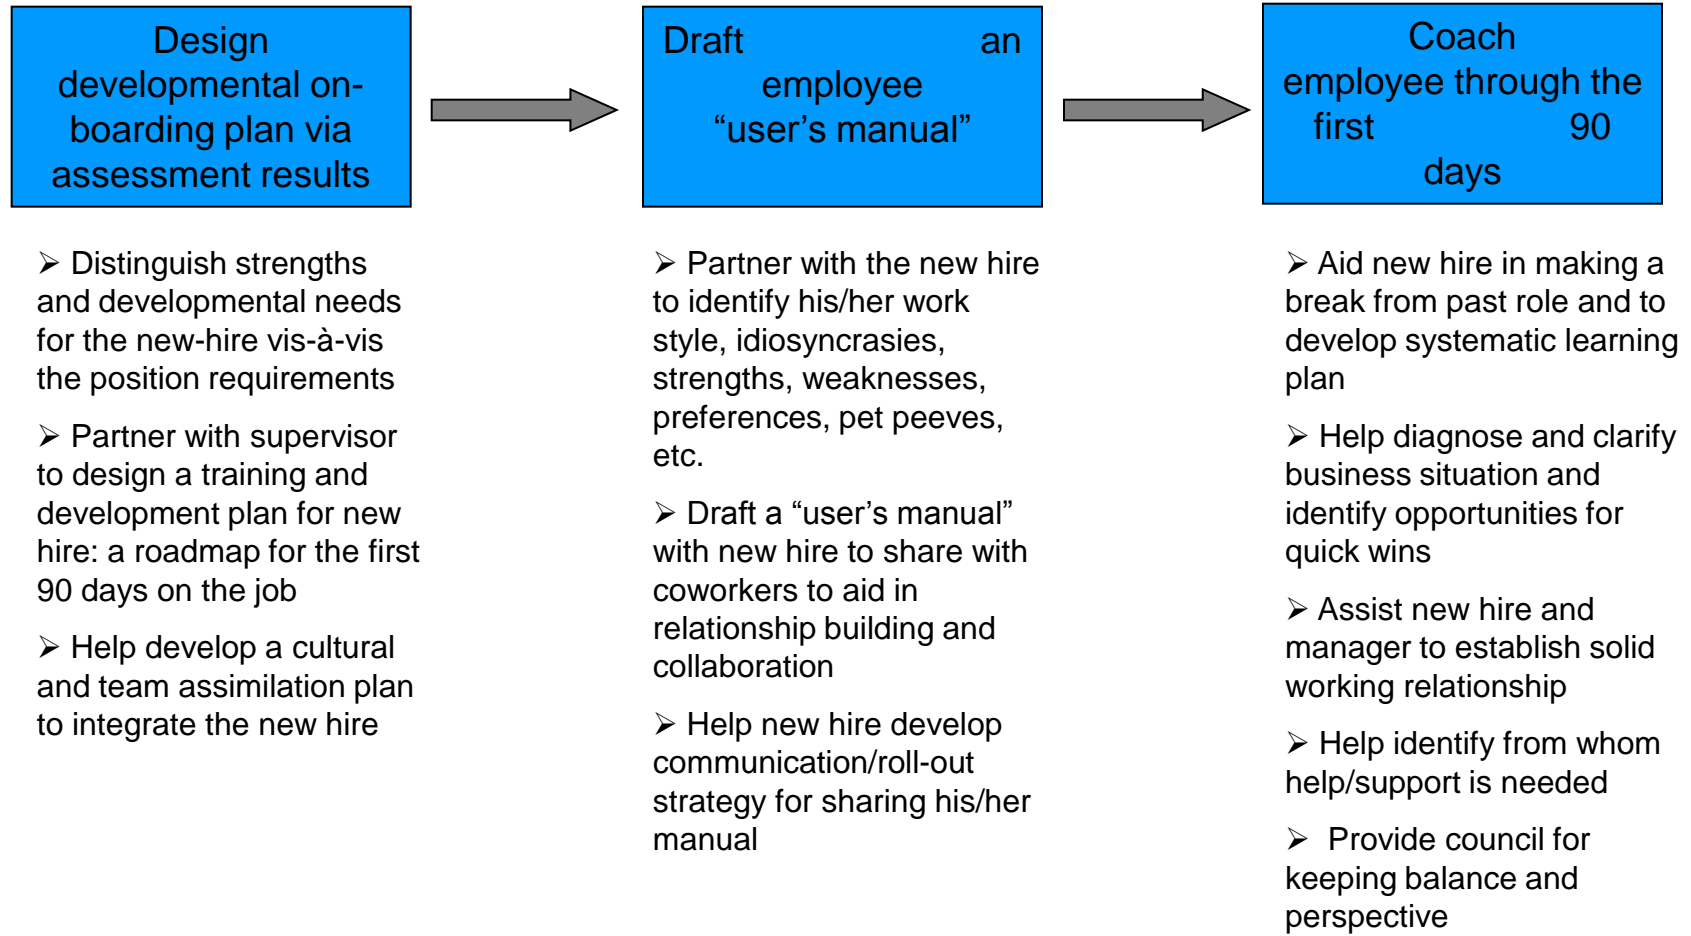 Design
developmental on-
boarding plan via
assessment results
➢ Distinguish strengths
and developmental needs
for the new-hire vis-à-vis
the position requirements
➢ Partner with supervisor
to design a training and
development plan for new
hire: a roadmap for the first
90 days on the job
➢ Help develop a cultural
and team assimilation plan
to integrate the new hire
Draft an
employee
“user’s manual”
➢ Partner with the new hire
to identify his/her work
style, idiosyncrasies,
strengths, weaknesses,
preferences, pet peeves,
etc.
➢ Draft a “user’s manual”
with new hire to share with
coworkers to aid in
relationship building and
collaboration
➢ Help new hire develop
communication/roll-out
strategy for sharing his/her
manual
Coach
employee through the
first 90
days
➢ Aid new hire in making a
break from past role and to
develop systematic learning
plan
➢ Help diagnose and clarify
business situation and
identify opportunities for
quick wins
➢ Assist new hire and
manager to establish solid
working relationship
➢ Help identify from whom
help/support is needed
➢ Provide council for
keeping balance and
perspective